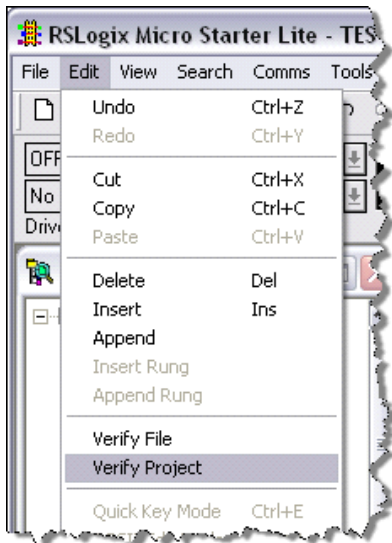 RSLogix Micro Starter Lite - TES
File Edit View Search Comms Tools
OFF
No
Drive
Undo Ctrl+Z
Redo Ctrl+Y
Cut Ctrl+X
Copy Ctrl+C
Paste Ctrl+V
Delete Del
Insert Ins
Append
Insert Rung
Append Rung
Verify File
Verify Project
Quick Key Mode Ctrl+E